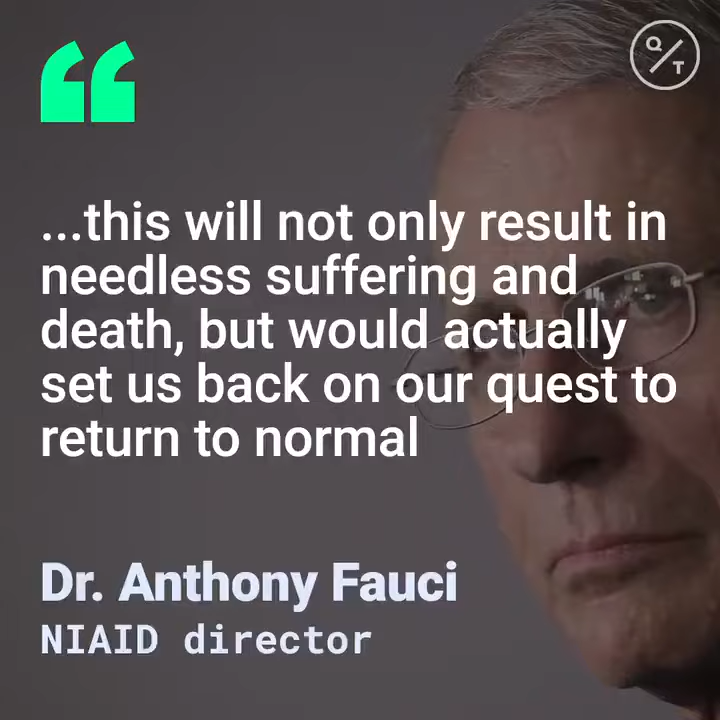 Q
T
“
...this will not only result in
needless suffering and
death, but would actually
set us back on our quest to
return to normal
Dr. Anthony Fauci
NIAID director